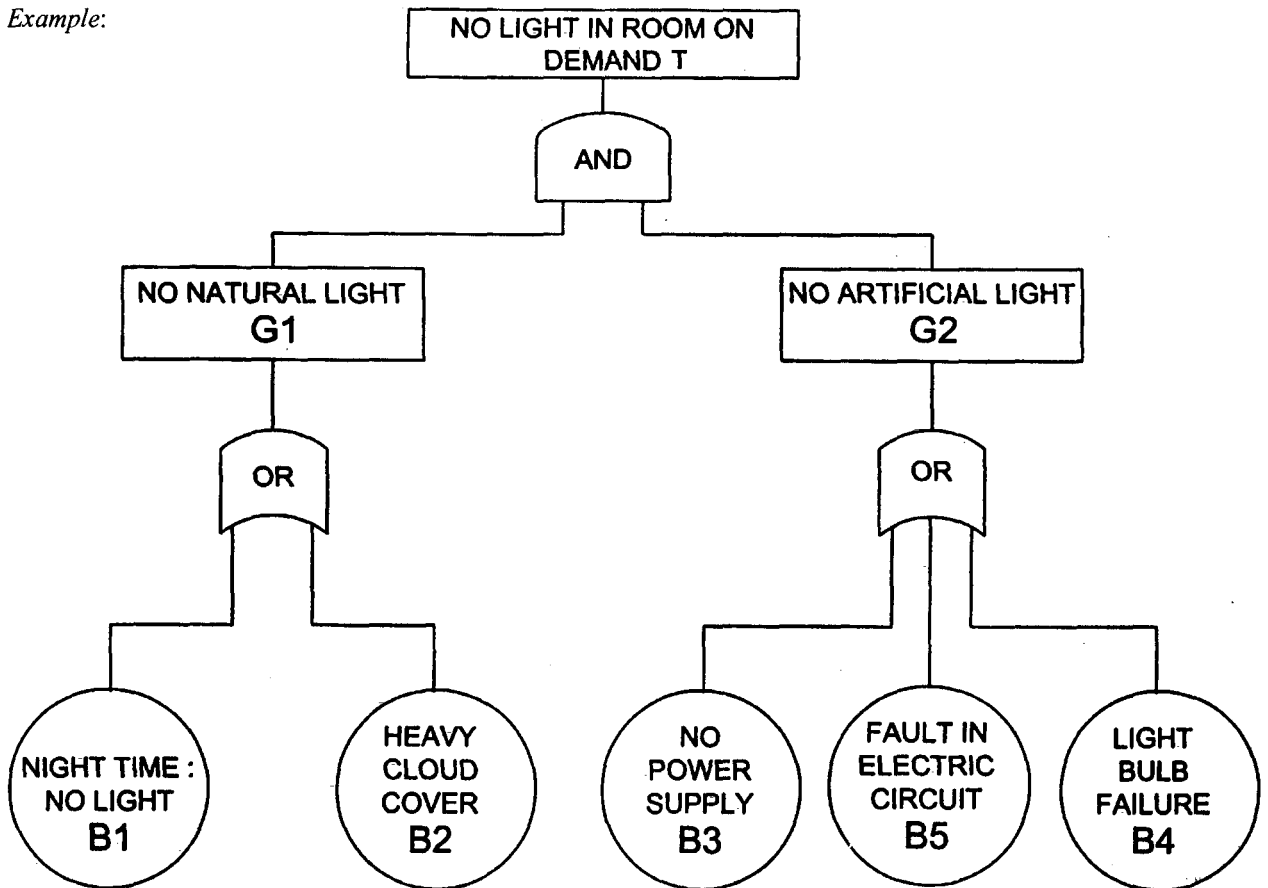 Example:
NO LIGHT IN ROOM ON
DEMAND T
AND
NO NATURAL LIGHT
G1
NO ARTIFICIAL LIGHT
G2
OR
OR
NIGHT TIME :
NO LIGHT
B1
HEAVY
CLOUD
COVER
B2
NO
POWER
SUPPLY
B3
FAULT IN
ELECTRIC
CIRCUIT
B5
LIGHT
BULB
FAILURE
B4